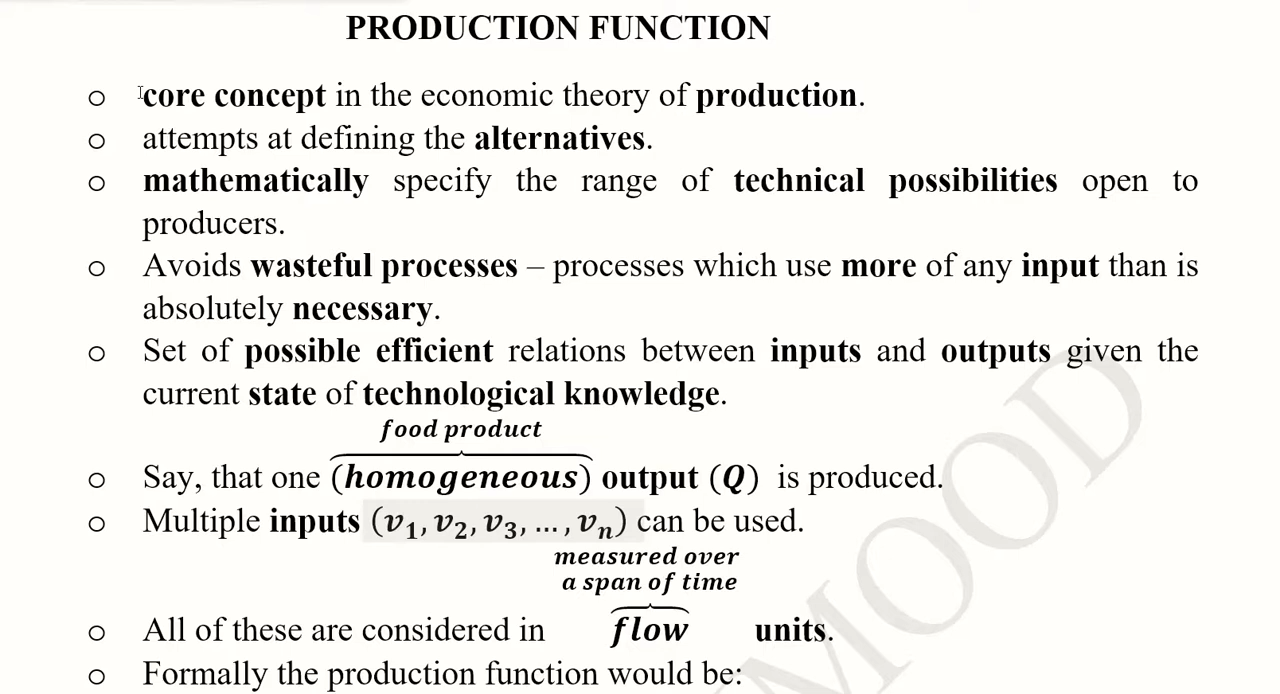 PRODUCTION FUNCTION
○ core concept in the economic theory of production.
○ attempts at defining the alternatives.
○ mathematically specify the range of technical possibilities open to
producers.
○ Avoids wasteful processes – processes which use more of any input than is
absolutely necessary.
○ Set of possible efficient relations between inputs and outputs given the
current state of technological knowledge.
food product
○ Say, that one (homogeneous) output (Q) is produced.
○ Multiple inputs (v₁, v₂, v₃, … , vₙ) can be used.
measured over
a span of time
○ All of these are considered in flow units.
○ Formally the production function would be:
MOOD